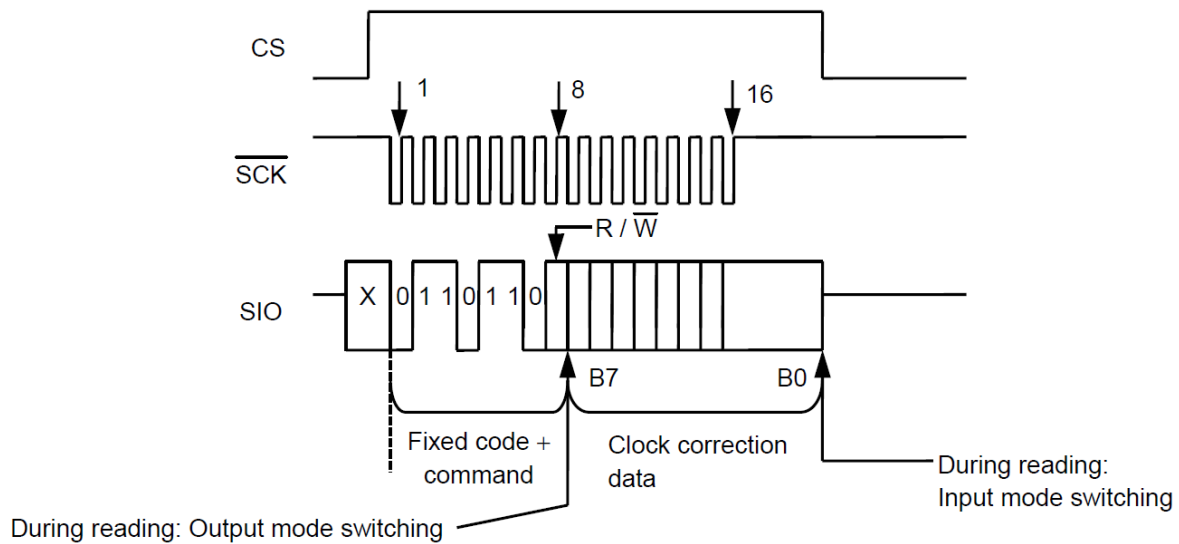 CS
1
8
16
SCK
R / W
SIO
X 0 1 1 0 1 1 0
B7
B0
Fixed code +
command
Clock correction
data
During reading:
Input mode switching
During reading: Output mode switching